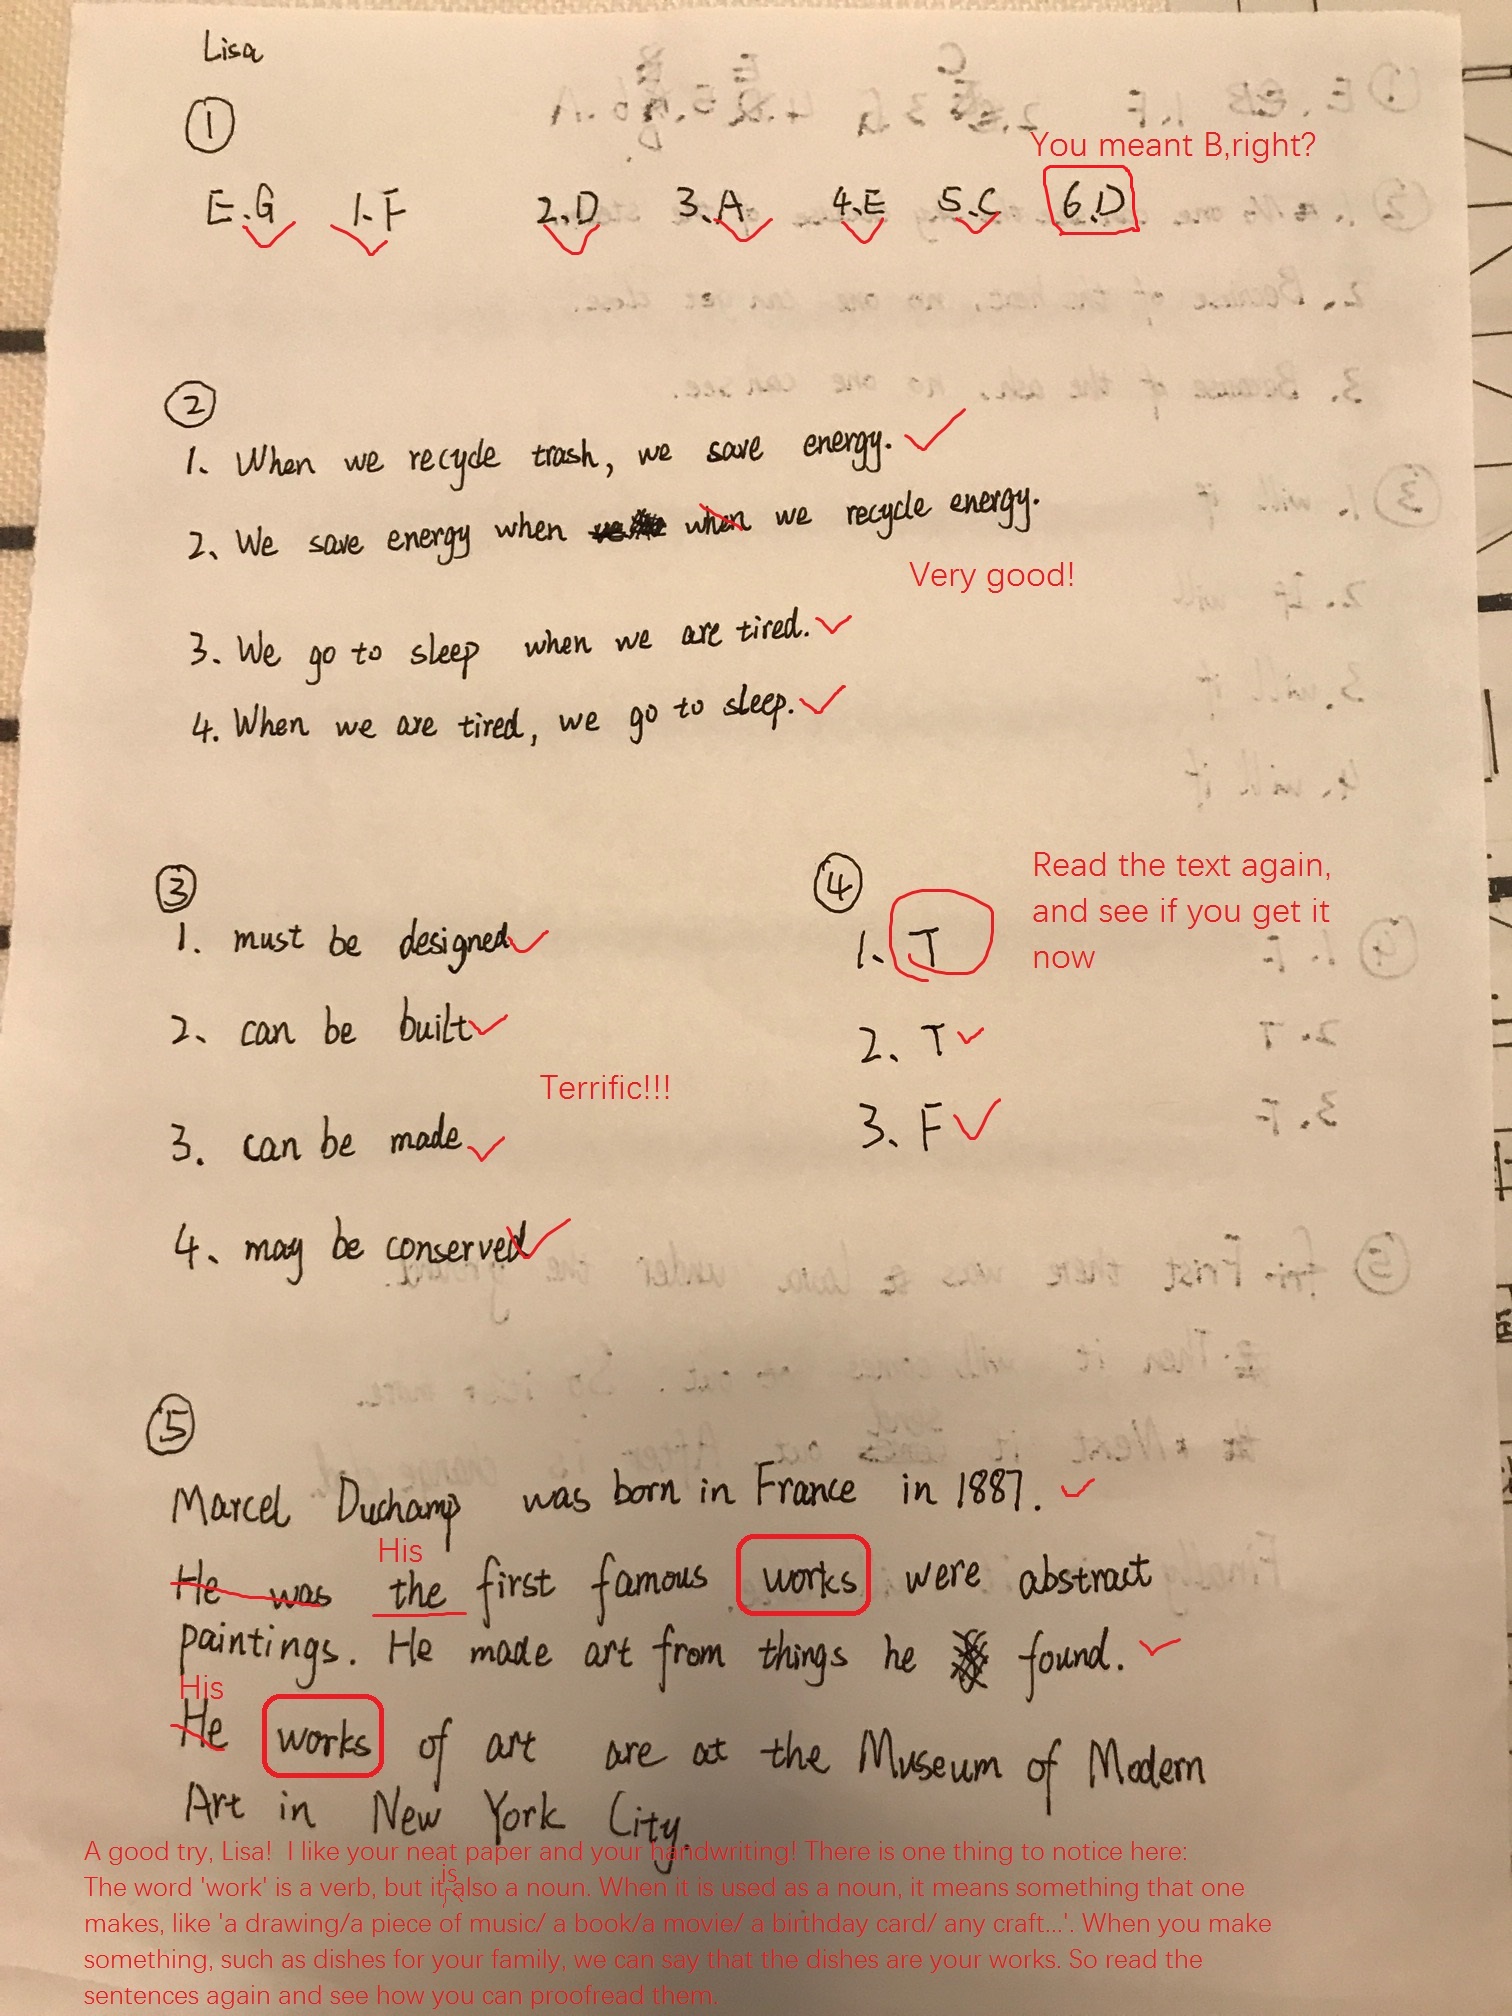 Lisa
①
You meant B,right?
E.G 1.F 2.D 3.A 4.E 5.C 6.D
②
1. When we recycle trash, we save energy.
2. We save energy when when we recycle energy.
Very good!
3. We go to sleep when we are tired.
4. When we are tired, we go to sleep.
③
1. must be designed
2. can be built
Terrific!!!
3. can be made
4. may be conserved
④
Read the text again,
and see if you get it
now
1. T
2. T
3. F
⑤
Marcel Duchamp was born in France in 1887.
His
He was the first famous works were abstract
paintings. He made art from things he found.
His
He works of art are at the Museum of Modern
Art in New York City.
A good try, Lisa! I like your neat paper and your handwriting! There is one thing to notice here:
is
The word 'work' is a verb, but it also a noun. When it is used as a noun, it means something that one
makes, like 'a drawing/a piece of music/ a book/a movie/ a birthday card/ any craft...'. When you make
something, such as dishes for your family, we can say that the dishes are your works. So read the
sentences again and see how you can proofread them.